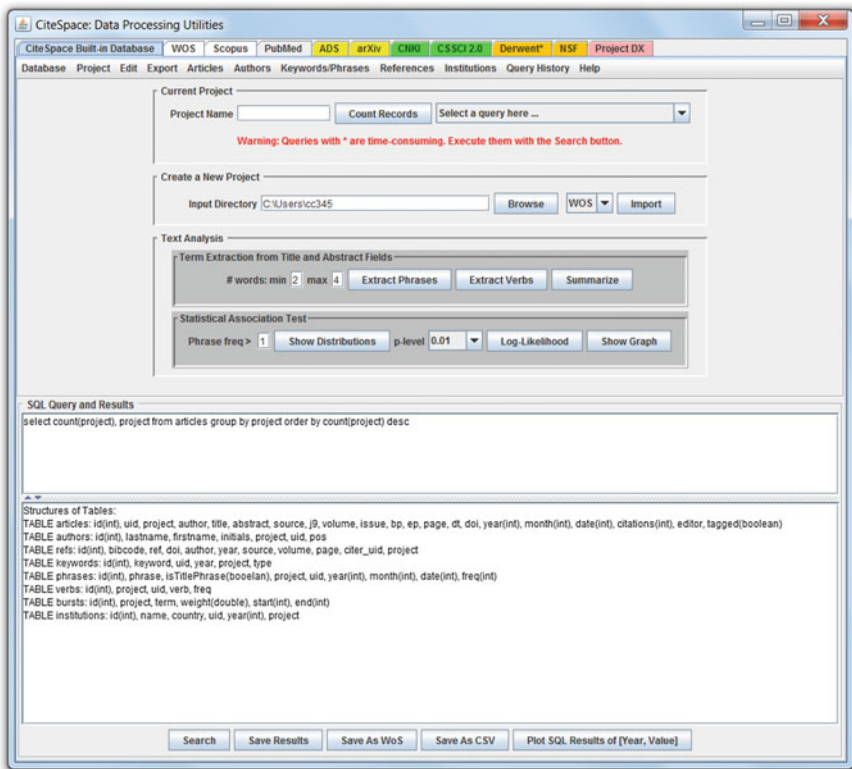 CiteSpace: Data Processing Utilities
CiteSpace Built-in Database WOS Scopus PubMed ADS arXiv CNKI CSSCI 2.0 Derwent* NSF Project DX
Database Project Edit Export Articles Authors Keywords/Phrases References Institutions Query History Help
Current Project
Project Name Count Records Select a query here ...
Warning: Queries with * are time-consuming. Execute them with the Search button.
Create a New Project
Input Directory C:\Users\cc345 Browse WOS Import
Text Analysis
Term Extraction from Title and Abstract Fields
# words: min 2 max 4 Extract Phrases Extract Verbs Summarize
Statistical Association Test
Phrase freq > 1 Show Distributions p-level 0.01 Log-Likelihood Show Graph
SQL Query and Results
select count(project), project from articles group by project order by count(project) desc
Structures of Tables:
TABLE articles: id(int), uid, project, author, title, abstract, source, j9, volume, issue, bp, ep, page, dt, doi, year(int), month(int), date(int), citations(int), editor, tagged(boolean)
TABLE authors: id(int), lastname, firstname, initials, project, uid, pos
TABLE refs: id(int), bibcode, ref, doi, author, year, source, volume, page, citer_uid, project
TABLE keywords: id(int), keyword, uid, year, project, type
TABLE phrases: id(int), phrase, isTitlePhrase(booelan), project, uid, year(int), month(int), date(int), freq(int)
TABLE verbs: id(int), project, uid, verb, freq
TABLE bursts: id(int), project, term, weight(double), start(int), end(int)
TABLE institutions: id(int), name, country, uid, year(int), project
Search Save Results Save As WoS Save As CSV Plot SQL Results of [Year, Value]